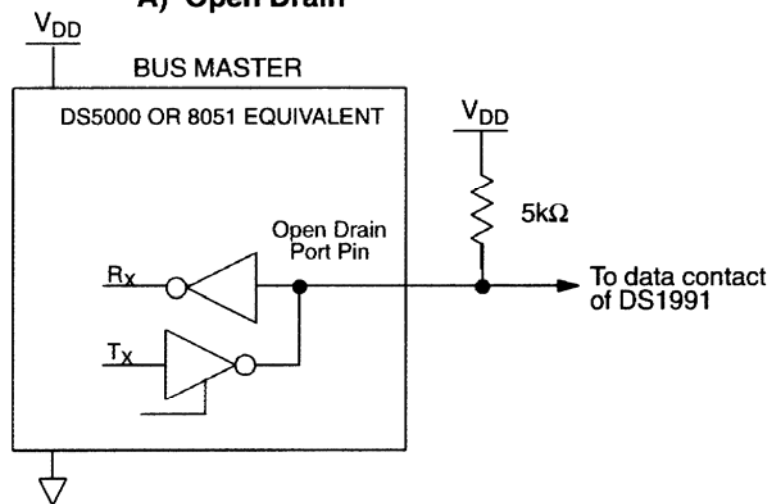 A) Open Drain
VDD
BUS MASTER
DS5000 OR 8051 EQUIVALENT
VDD
5kΩ
Open Drain
Port Pin
RX
To data contact
of DS1991
TX